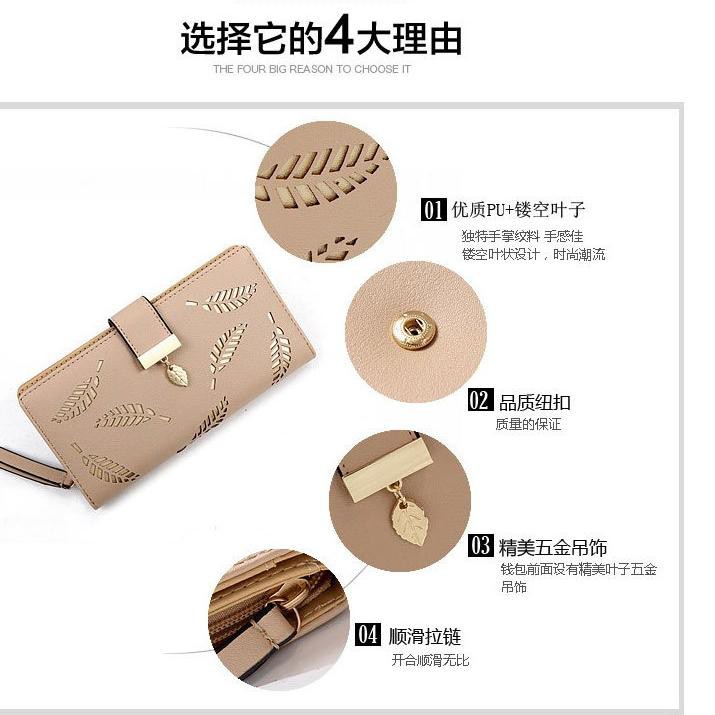 选择它的4大理由
THE FOUR BIG REASON TO CHOOSE IT
01 优质PU+镂空叶子
独特手掌纹料 手感佳
镂空叶状设计，时尚潮流
02 品质纽扣
质量的保证
03 精美五金吊饰
钱包前面设有精美叶子五金
吊饰
04 顺滑拉链
开合顺滑无比